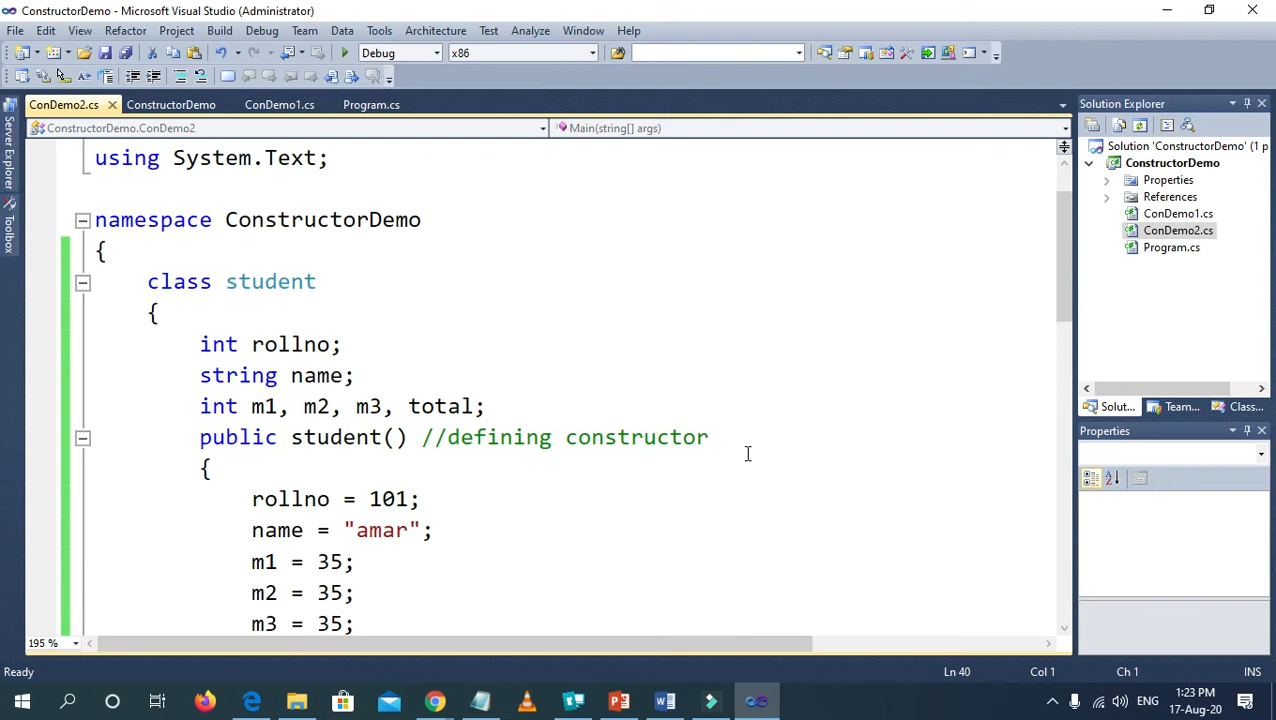 ConstructorDemo - Microsoft Visual Studio (Administrator)
File Edit View Refactor Project Build Debug Team Data Tools Architecture Test Analyze Window Help
Debug x86
ConDemo2.cs ConstructorDemo ConDemo1.cs Program.cs
ConstructorDemo.ConDemo2 Main(string[] args)
Server Explorer
Toolbox
using System.Text;
namespace ConstructorDemo
{
class student
{
int rollno;
string name;
int m1, m2, m3, total;
public student() //defining constructor
{
rollno = 101;
name = "amar";
m1 = 35;
m2 = 35;
m3 = 35;
195 %
Solution Explorer
Solution 'ConstructorDemo' (1 p
ConstructorDemo
Properties
References
ConDemo1.cs
ConDemo2.cs
Program.cs
Solut... Team... Class...
Properties
Ready Ln 40 Col 1 Ch 1 INS
ENG 1:23 PM
17-Aug-20